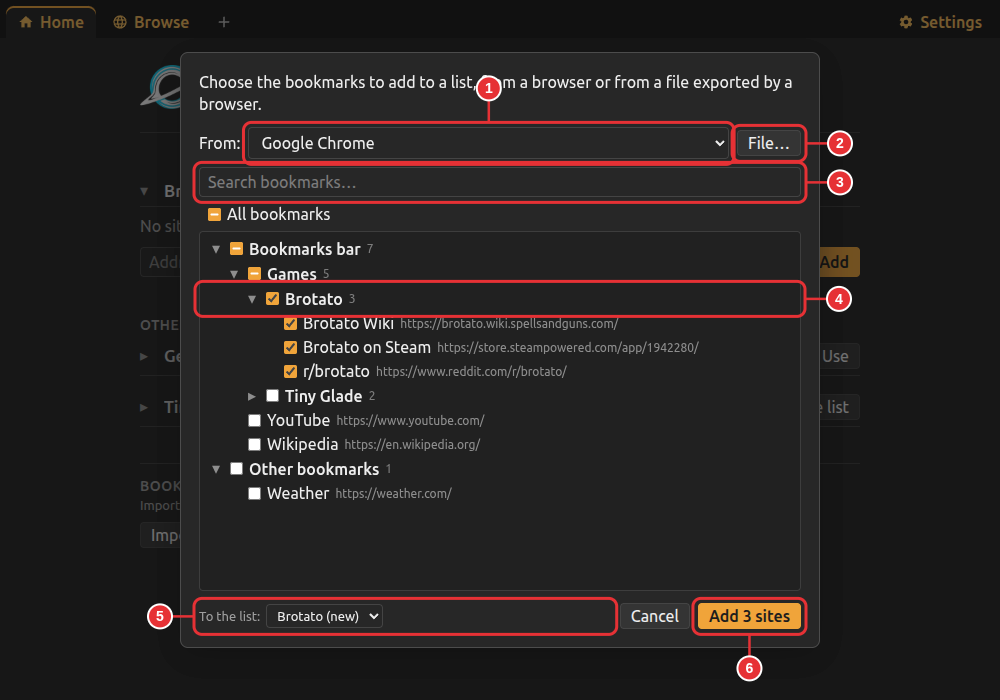 Home Browse + Settings
Choose the bookmarks to add to a list, from a browser or from a file exported by a
browser.
1
From: Google Chrome File… 2
Search bookmarks… 3
All bookmarks
Bookmarks bar 7
Add
Games 5
Brotato 3 4
OTHE
Brotato Wiki https://brotato.wiki.spellsandguns.com/
Brotato on Steam https://store.steampowered.com/app/1942280/
Use
r/brotato https://www.reddit.com/r/brotato/
Tiny Glade 2
list
YouTube https://www.youtube.com/
Wikipedia https://en.wikipedia.org/
Other bookmarks 1
BOOK
Weather https://weather.com/
Import
5 To the list: Brotato (new) Cancel Add 3 sites
6